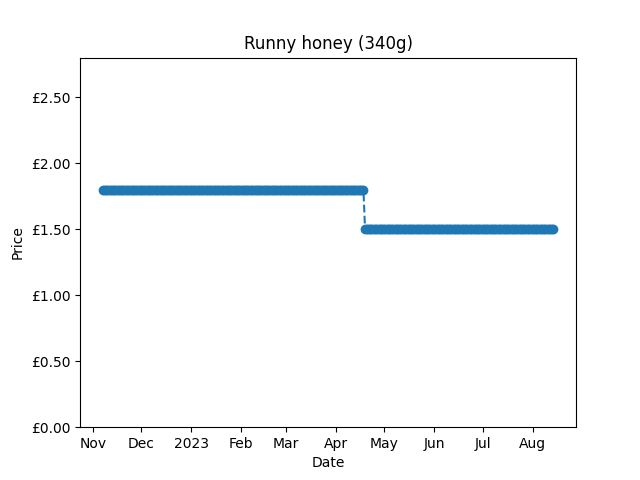 Runny honey (340g)
£2.50
£2.00
£1.50
£1.00
£0.50
£0.00
Price
Nov Dec 2023 Feb Mar Apr May Jun Jul Aug
Date